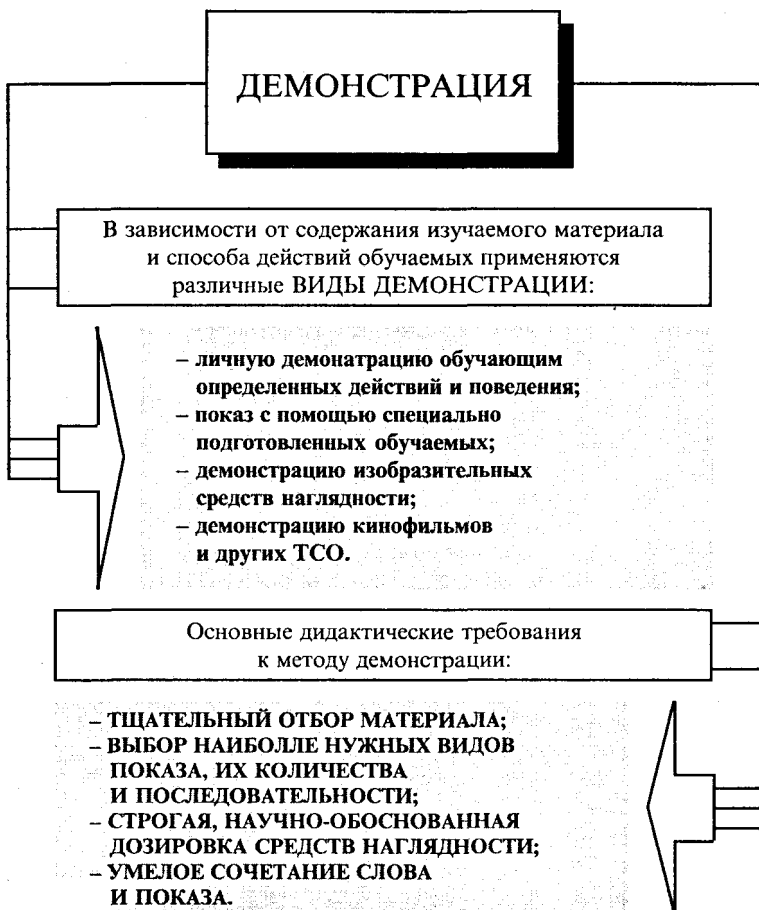 ДЕМОНСТРАЦИЯ
В зависимости от содержания изучаемого материала
и способа действий обучаемых применяются
различные ВИДЫ ДЕМОНСТРАЦИИ:
– личную демонатрацию обучающим
определенных действий и поведения;
– показ с помощью специально
подготовленных обучаемых;
– демонстрацию изобразительных
средств наглядности;
– демонстрацию кинофильмов
и других ТСО.
Основные дидактические требования
к методу демонстрации:
– ТЩАТЕЛЬНЫЙ ОТБОР МАТЕРИАЛА;
– ВЫБОР НАИБОЛЛЕ НУЖНЫХ ВИДОВ
ПОКАЗА, ИХ КОЛИЧЕСТВА
И ПОСЛЕДОВАТЕЛЬНОСТИ;
– СТРОГАЯ, НАУЧНО-ОБОСНОВАННАЯ
ДОЗИРОВКА СРЕДСТВ НАГЛЯДНОСТИ;
– УМЕЛОЕ СОЧЕТАНИЕ СЛОВА
И ПОКАЗА.